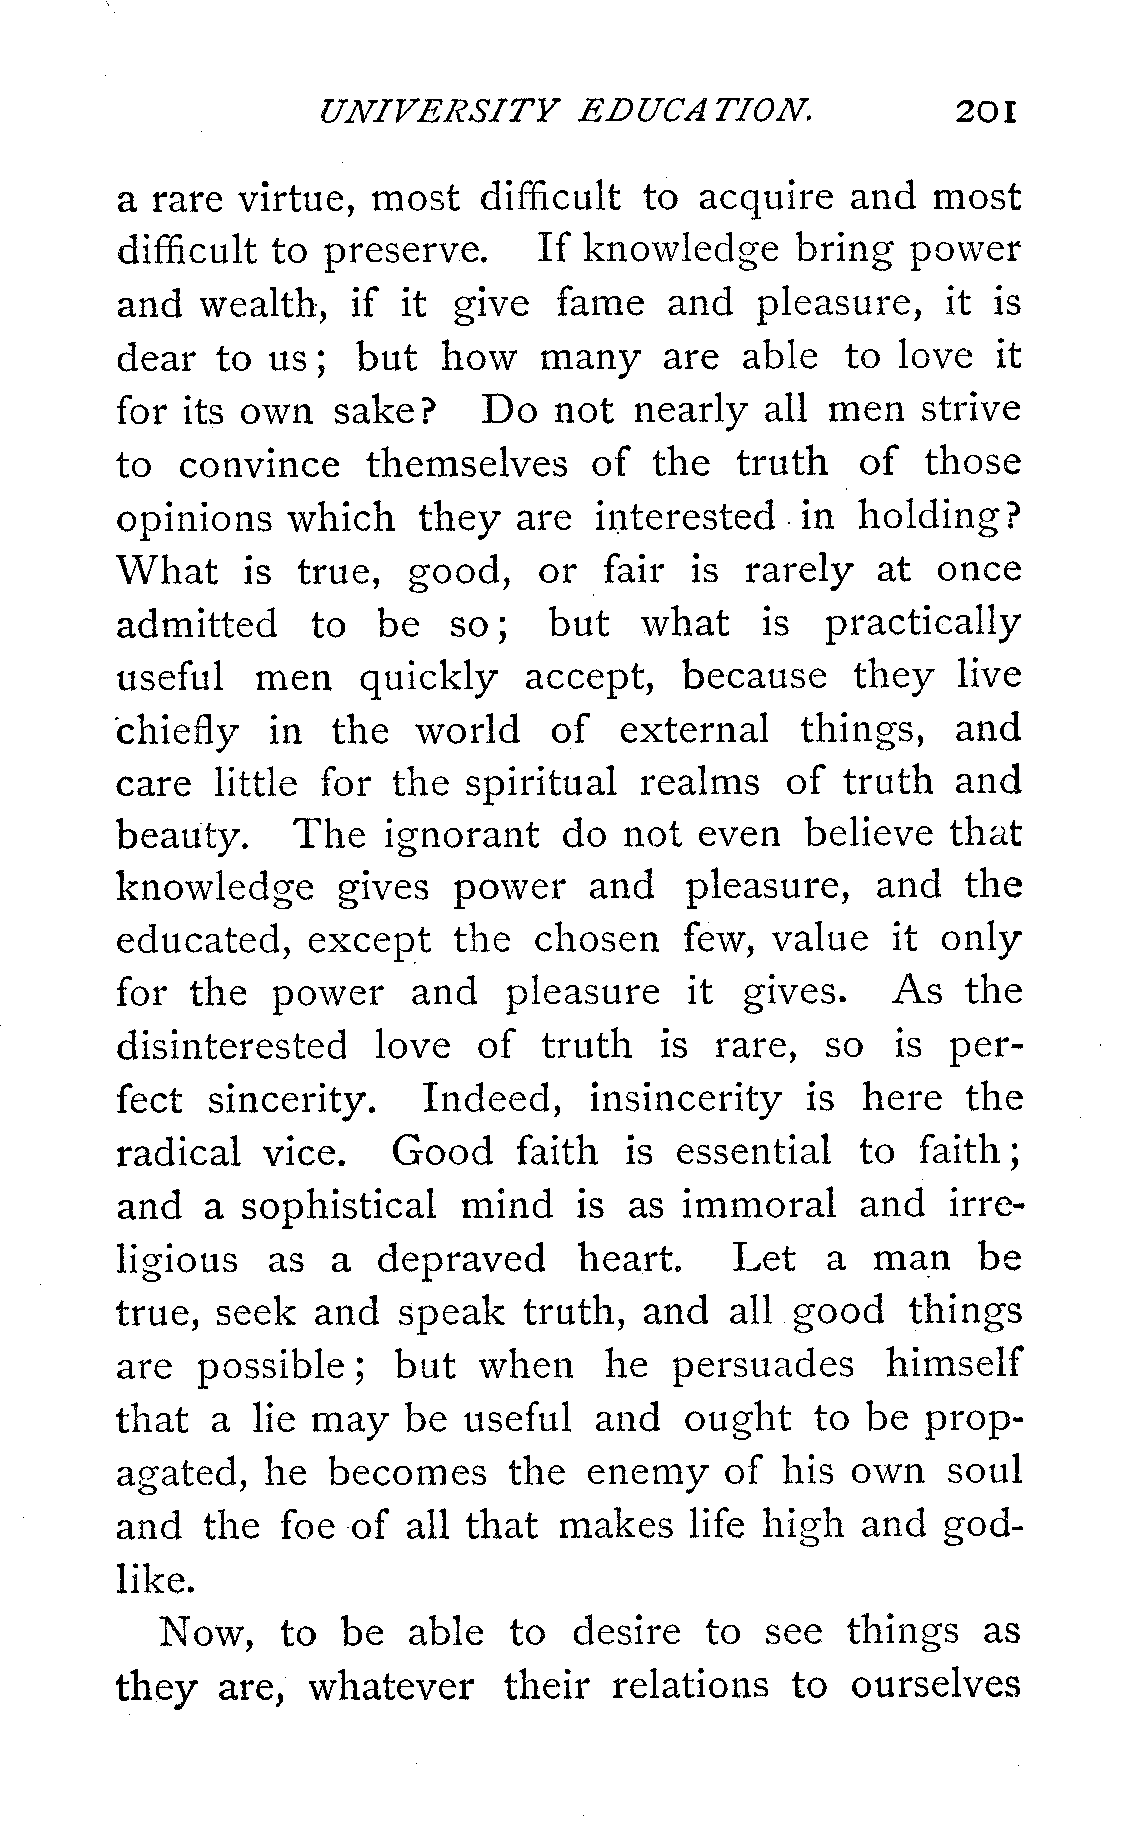 UNIVERSITY EDUCATION. 201
a rare virtue, most difficult to acquire and most
difficult to preserve. If knowledge bring power
and wealth, if it give fame and pleasure, it is
dear to us; but how many are able to love it
for its own sake? Do not nearly all men strive
to convince themselves of the truth of those
opinions which they are interested in holding?
What is true, good, or fair is rarely at once
admitted to be so; but what is practically
useful men quickly accept, because they live
chiefly in the world of external things, and
care little for the spiritual realms of truth and
beauty. The ignorant do not even believe that
knowledge gives power and pleasure, and the
educated, except the chosen few, value it only
for the power and pleasure it gives. As the
disinterested love of truth is rare, so is per-
fect sincerity. Indeed, insincerity is here the
radical vice. Good faith is essential to faith;
and a sophistical mind is as immoral and irre-
ligious as a depraved heart. Let a man be
true, seek and speak truth, and all good things
are possible; but when he persuades himself
that a lie may be useful and ought to be prop-
agated, he becomes the enemy of his own soul
and the foe of all that makes life high and god-
like.
Now, to be able to desire to see things as
they are, whatever their relations to ourselves